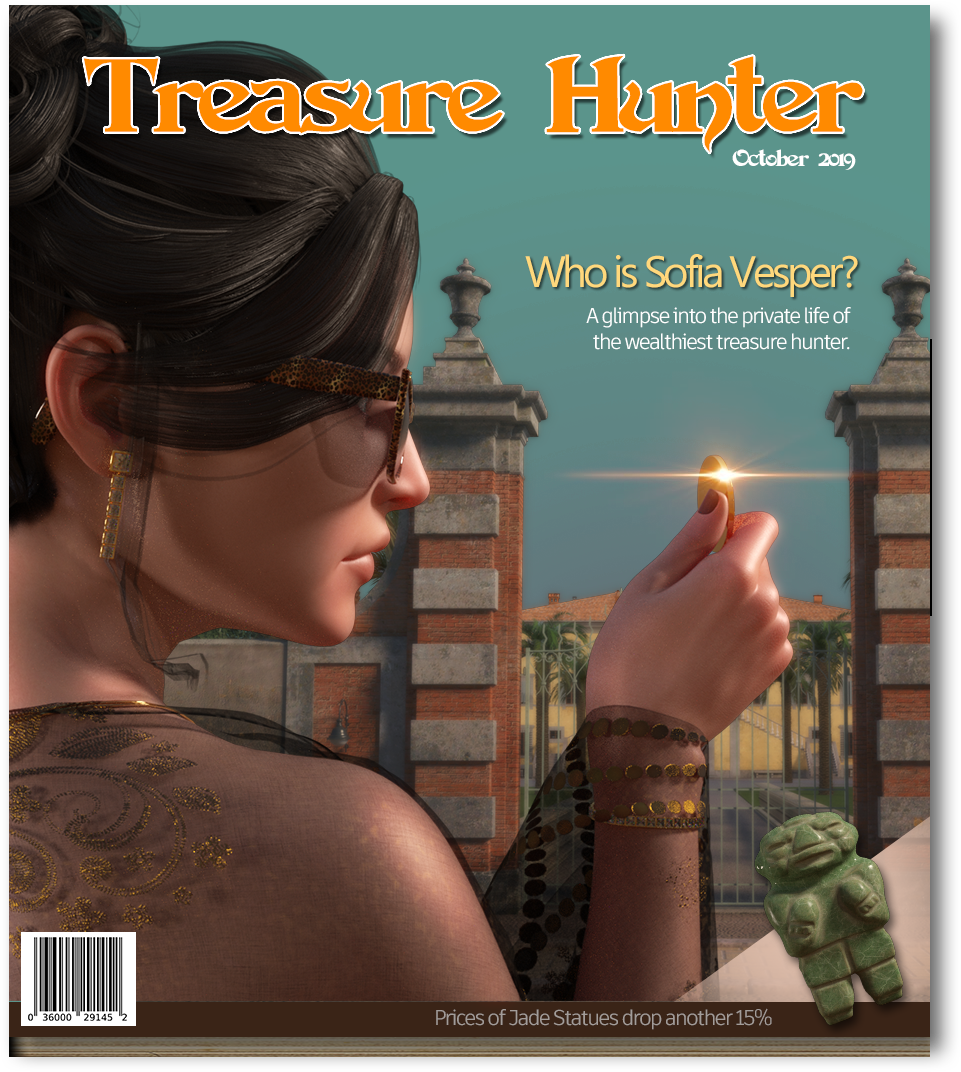 Treasure Hunter
October 2019
Who is Sofia Vesper?
A glimpse into the private life of
the wealthiest treasure hunter.
Prices of Jade Statues drop another 15%
0 36000 29145 2